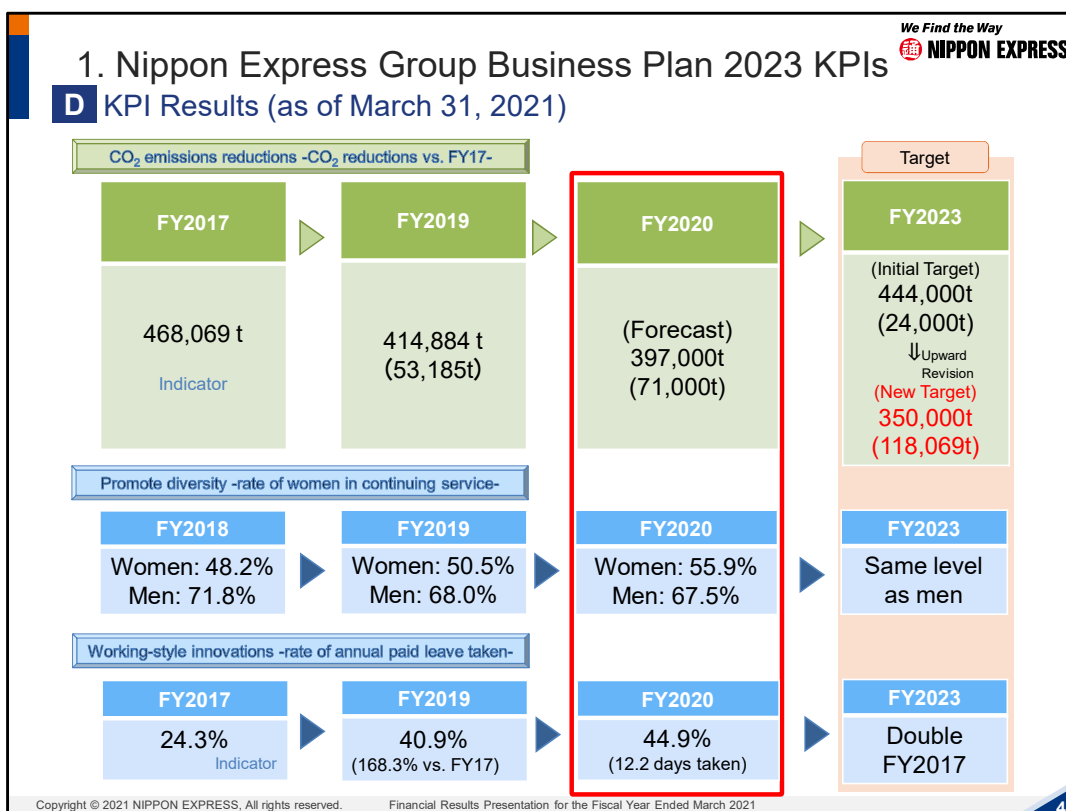 We Find the Way
NIPPON EXPRESS
1. Nippon Express Group Business Plan 2023 KPIs
D KPI Results (as of March 31, 2021)
CO₂ emissions reductions -CO₂ reductions vs. FY17-
Target
FY2017
FY2019
FY2020
FY2023
468,069 t
Indicator
414,884 t
(53,185t)
(Forecast)
397,000t
(71,000t)
(Initial Target)
444,000t
(24,000t)
⇓Upward
Revision
(New Target)
350,000t
(118,069t)
Promote diversity -rate of women in continuing service-
FY2018
FY2019
FY2020
FY2023
Women: 48.2%
Men: 71.8%
Women: 50.5%
Men: 68.0%
Women: 55.9%
Men: 67.5%
Same level
as men
Working-style innovations -rate of annual paid leave taken-
FY2017
FY2019
FY2020
FY2023
24.3%
Indicator
40.9%
(168.3% vs. FY17)
44.9%
(12.2 days taken)
Double
FY2017
Copyright © 2021 NIPPON EXPRESS, All rights reserved.
Financial Results Presentation for the Fiscal Year Ended March 2021